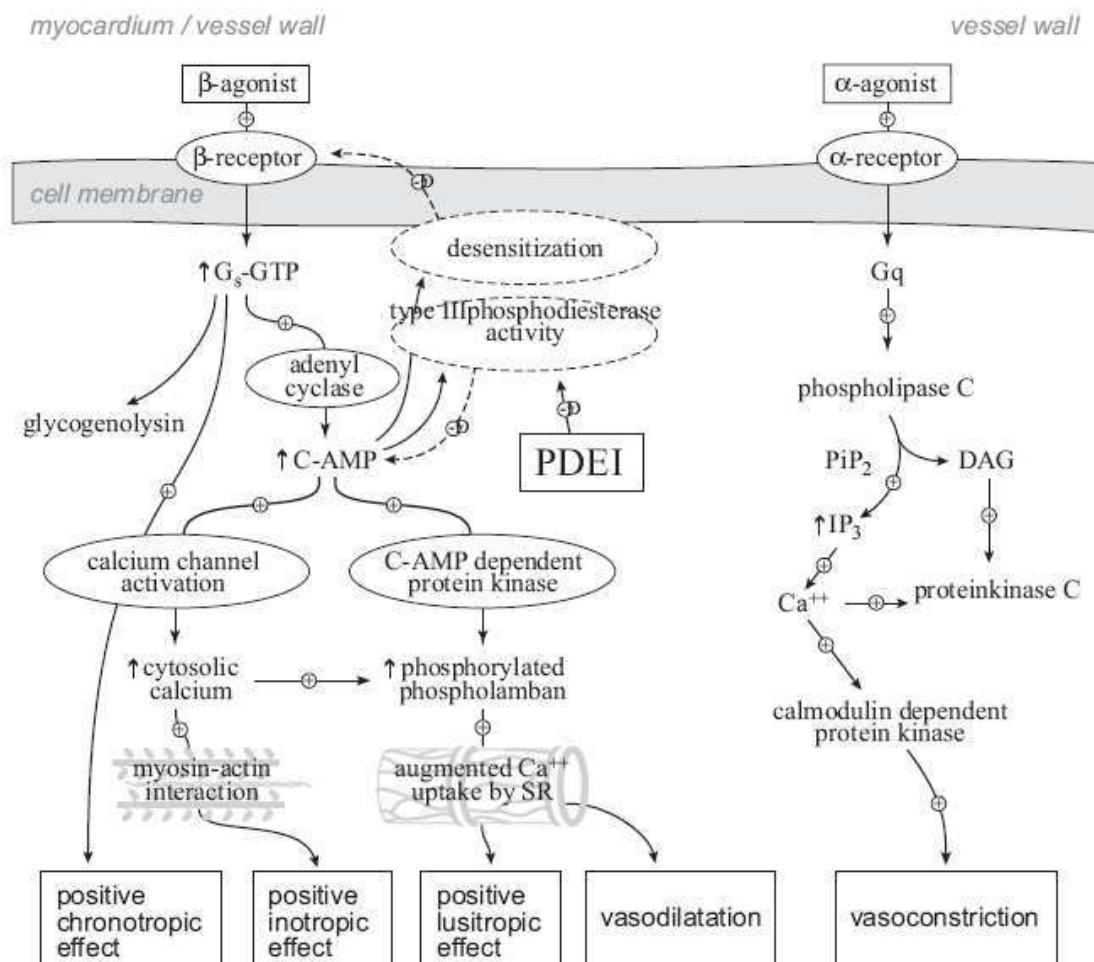 myocardium / vessel wall
vessel wall
β-agonist
α-agonist
β-receptor
α-receptor
cell membrane
desensitization
↑Gs-GTP
Gq
type IIIphosphodiesterase
activity
adenyl
cyclase
phospholipase C
glycogenolysin
↑C-AMP
PDEI
PiP₂
DAG
↑IP₃
calcium channel
activation
C-AMP dependent
protein kinase
Ca⁺⁺
proteinkinase C
↑cytosolic
calcium
↑phosphorylated
phospholamban
calmodulin dependent
protein kinase
myosin-actin
interaction
augmented Ca⁺⁺
uptake by SR
positive
chronotropic
effect
positive
inotropic
effect
positive
lusitropic
effect
vasodilatation
vasoconstriction